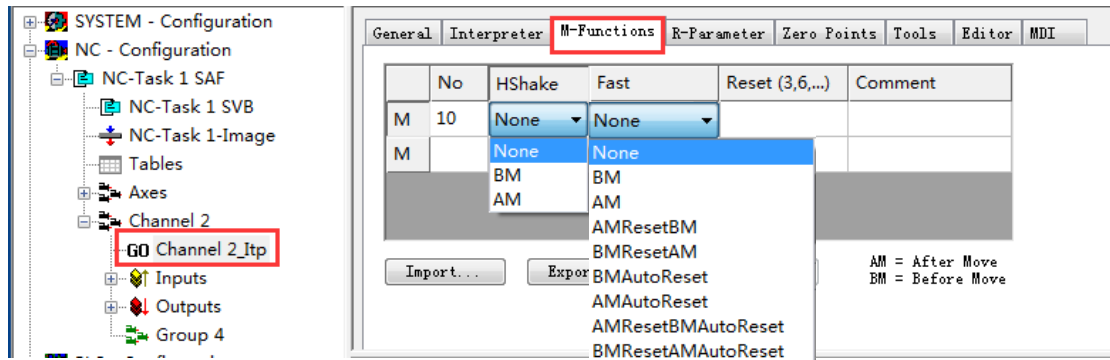 SYSTEM - Configuration
NC - Configuration
NC-Task 1 SAF
NC-Task 1 SVB
NC-Task 1-Image
Tables
Axes
Channel 2
GO Channel 2_Itp
Inputs
Outputs
Group 4
General Interpreter M-Functions R-Parameter Zero Points Tools Editor MDI
No HShake Fast Reset (3,6,...) Comment
M 10 None None
M None None
BM BM
AM AM
AMResetBM
BMResetAM
BMAutoReset
AMAutoReset
AMResetBMAutoReset
BMResetAMAutoReset
Import... Expor
AM = After Move
BM = Before Move